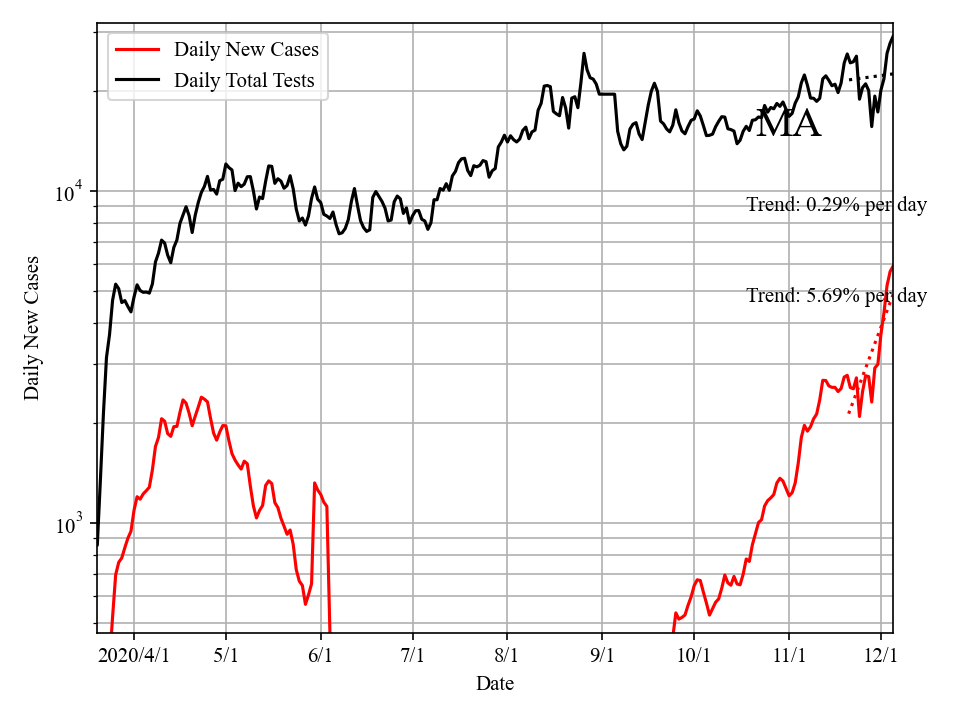 Daily New Cases
Daily Total Tests
MA
10^4
Trend: 0.29% per day
Trend: 5.69% per day
Daily New Cases
10^3
2020/4/1 5/1 6/1 7/1 8/1 9/1 10/1 11/1 12/1
Date